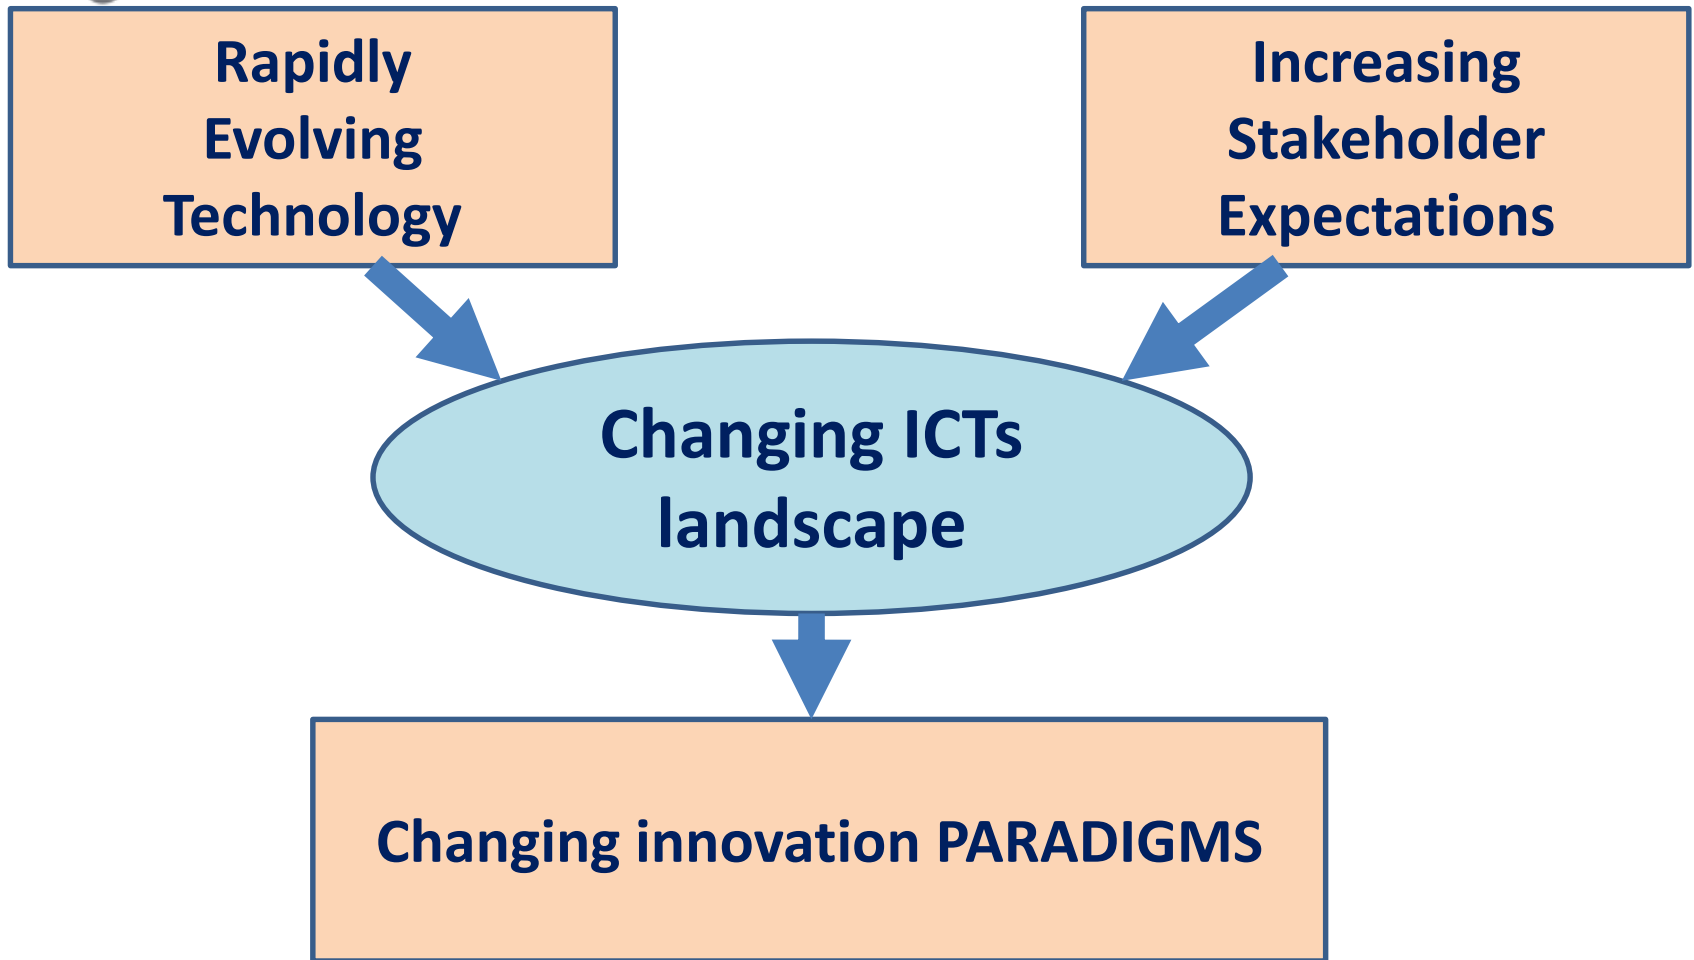 Rapidly
Evolving
Technology
Increasing
Stakeholder
Expectations
Changing ICTs
landscape
Changing innovation PARADIGMS